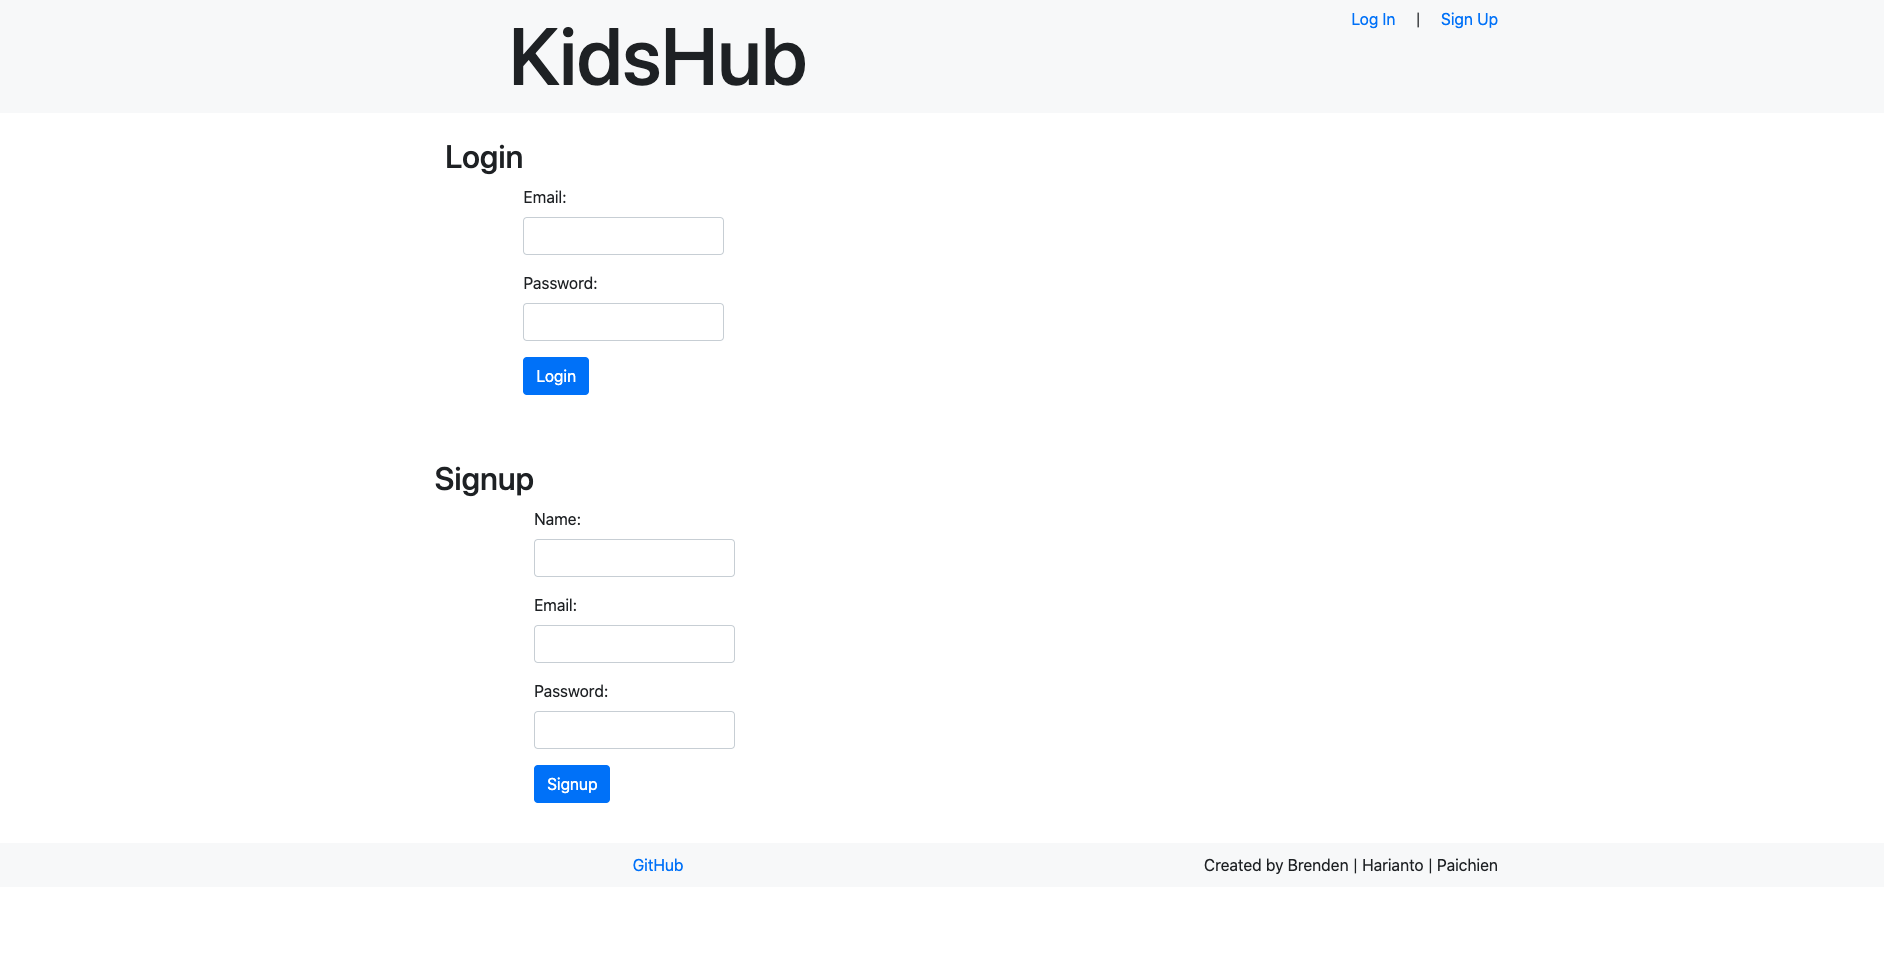 KidsHub
Log In | Sign Up
Login
Email:
Password:
Login
Signup
Name:
Email:
Password:
Signup
GitHub
Created by Brenden | Harianto | Paichien